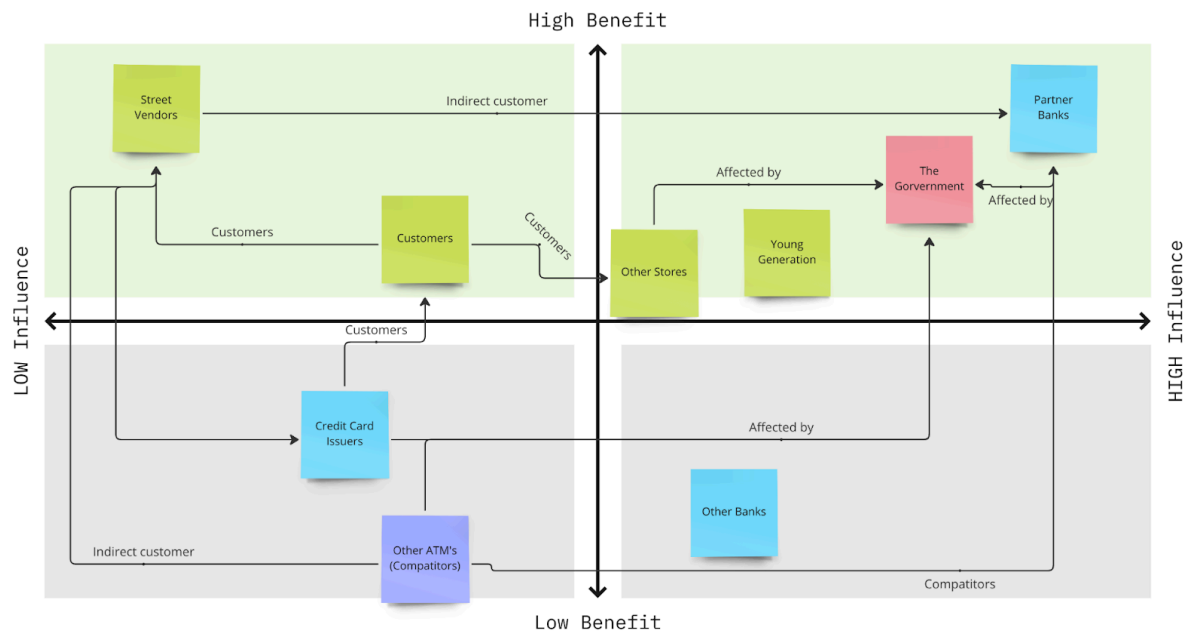 High Benefit
Street
Vendors
Indirect customer
Partner
Banks
Affected by
The
Gorvernment
Affected by
Customers
Customers
Customers
Other Stores
Young
Generation
LOW Influence
HIGH Influence
Customers
Credit Card
Issuers
Affected by
Other Banks
Indirect customer
Other ATM's
(Compatitors)
Compatitors
Low Benefit